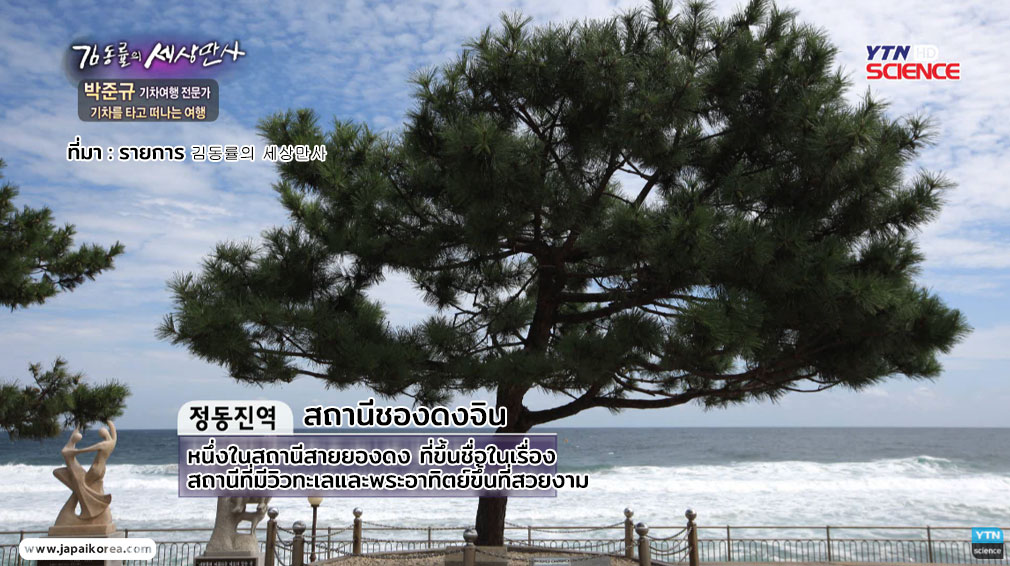 김동률의 세상만사
박준규 기차여행 전문가
기차를 타고 떠나는 여행
YTN HD
SCIENCE
ที่มา : รายการ 김동률의 세상만사
정동진역 สถานีชองดงจิน
หนึ่งในสถานีสายยองดง ที่ขึ้นชื่อในเรื่อง
สถานีที่มีวิวทะเลและพระอาทิตย์ขึ้นที่สวยงาม
www.japaikorea.com
YTN
science